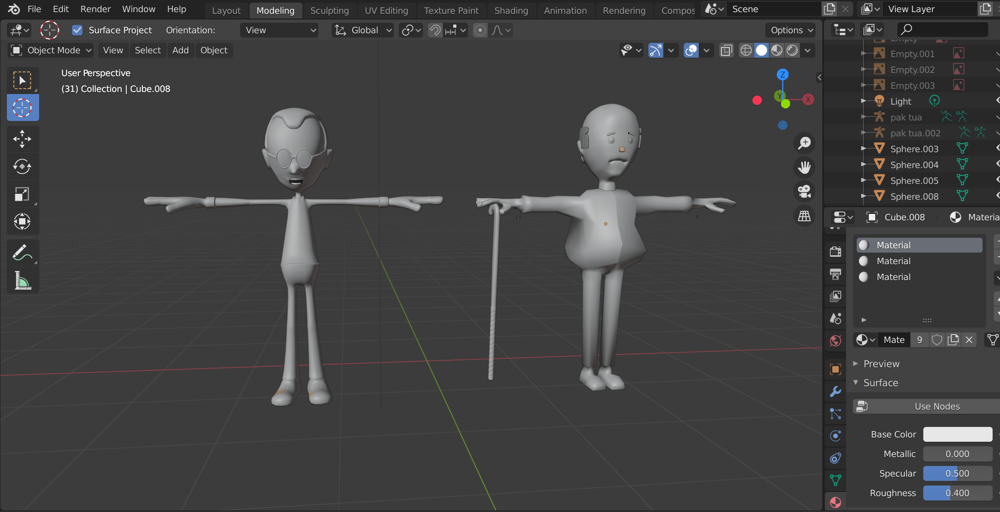 File Edit Render Window Help Layout Modeling Sculpting UV Editing Texture Paint Shading Animation Rendering Compos Scene View Layer
Surface Project Orientation: View Global Options
Object Mode View Select Add Object
User Perspective
(31) Collection | Cube.008
Z
Y
X
Empty
Empty.001
Empty.002
Empty.003
Light
pak tua
pak tua.002
Sphere.003
Sphere.004
Sphere.005
Sphere.008
Cube.008 Materia
Material
Material
Material
Mate 9
Preview
Surface
Use Nodes
Base Color
Metallic 0.000
Specular 0.500
Roughness 0.400